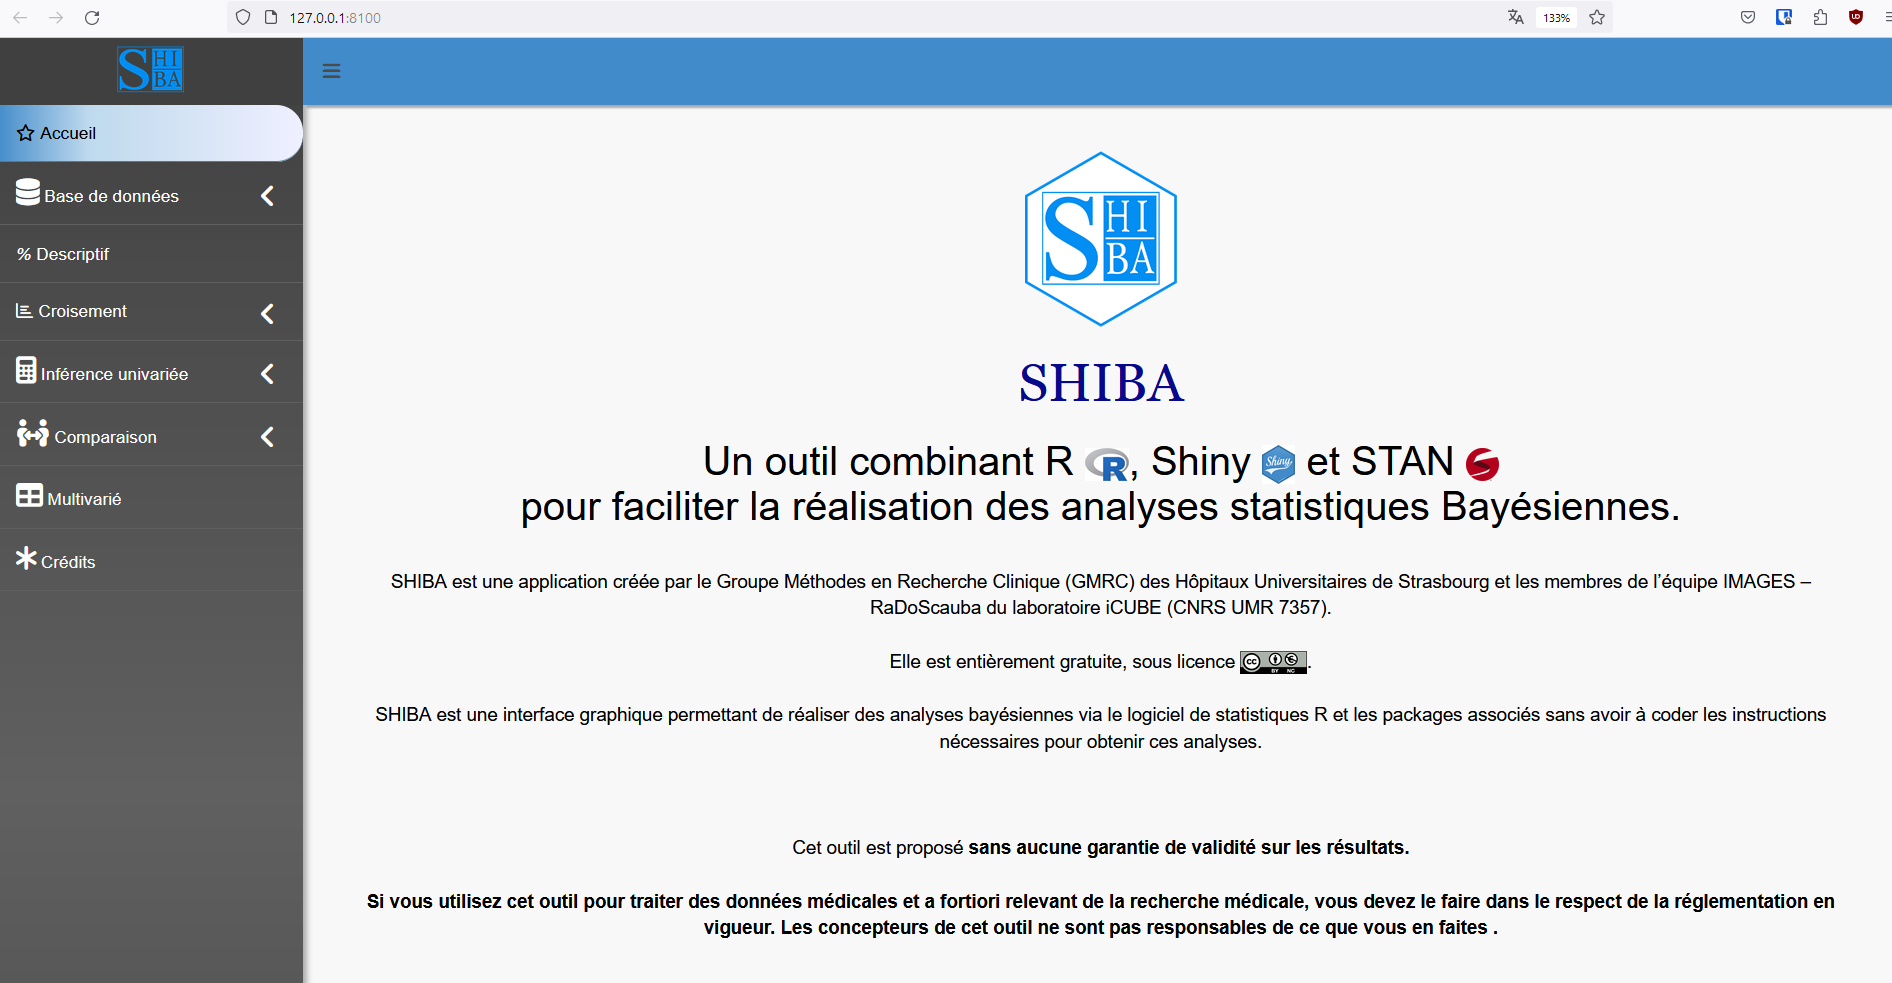 127.0.0.1:8100
133%
SHIBA
Accueil
Base de données
% Descriptif
Croisement
Inférence univariée
Comparaison
Multivarié
Crédits
SHIBA
SHIBA
Un outil combinant R R, Shiny Shiny et STAN
pour faciliter la réalisation des analyses statistiques Bayésiennes.
SHIBA est une application créée par le Groupe Méthodes en Recherche Clinique (GMRC) des Hôpitaux Universitaires de Strasbourg et les membres de l'équipe IMAGES –
RaDoScauba du laboratoire iCUBE (CNRS UMR 7357).
Elle est entièrement gratuite, sous licence cc BY NC.
SHIBA est une interface graphique permettant de réaliser des analyses bayésiennes via le logiciel de statistiques R et les packages associés sans avoir à coder les instructions
nécessaires pour obtenir ces analyses.
Cet outil est proposé sans aucune garantie de validité sur les résultats.
Si vous utilisez cet outil pour traiter des données médicales et a fortiori relevant de la recherche médicale, vous devez le faire dans le respect de la réglementation en
vigueur. Les concepteurs de cet outil ne sont pas responsables de ce que vous en faites .